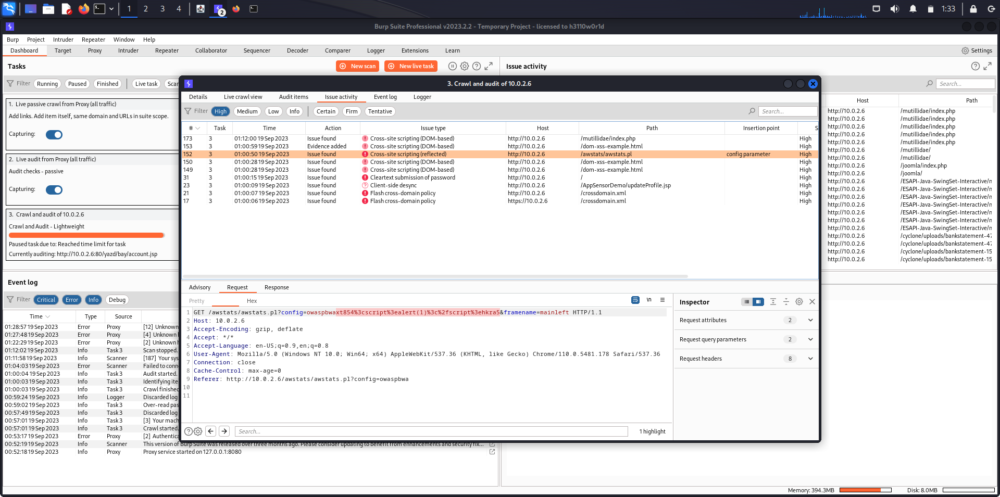 1 2 3 4 2 1:33
Burp Suite Professional v2023.2.2 - Temporary Project - licensed to h3110w0r1d
Burp Project Intruder Repeater Window Help
Dashboard Target Proxy Intruder Repeater Collaborator Sequencer Decoder Comparer Logger Extensions Learn Settings
Tasks New scan New live task Issue activity
Filter Running Paused Finished Live task Search...
1. Live passive crawl from Proxy (all traffic)
Add links. Add item itself, same domain and URLs in suite scope.
Capturing:
2. Live audit from Proxy (all traffic)
Audit checks - passive
Capturing:
3. Crawl and audit of 10.0.2.6
Crawl and Audit - Lightweight
Paused task due to: Reached time limit for task
Currently auditing: http://10.0.2.6:80/yazd/bay/account.jsp
3. Crawl and audit of 10.0.2.6
Details Live crawl view Audit items Issue activity Event log Logger
Filter High Medium Low Info Certain Firm Tentative Search...
# Task Time Action Issue type Host Path Insertion point S
173 3 01:12:00 19 Sep 2023 Issue found Cross-site scripting (DOM-based) http://10.0.2.6 /mutillidae/index.php High
153 3 01:00:59 19 Sep 2023 Evidence added Cross-site scripting (DOM-based) http://10.0.2.6 /dom-xss-example.html High
152 3 01:00:50 19 Sep 2023 Issue found Cross-site scripting (reflected) http://10.0.2.6 /awstats/awstats.pl config parameter High
150 3 01:00:28 19 Sep 2023 Issue found Cross-site scripting (DOM-based) http://10.0.2.6 /dom-xss-example.html High
149 3 01:00:28 19 Sep 2023 Issue found Cross-site scripting (DOM-based) http://10.0.2.6 /dom-xss-example.html High
31 3 01:00:15 19 Sep 2023 Issue found Cleartext submission of password http://10.0.2.6 / High
23 3 01:00:09 19 Sep 2023 Issue found Client-side desync http://10.0.2.6 /AppSensorDemo/updateProfile.jsp High
21 3 01:00:07 19 Sep 2023 Issue found Flash cross-domain policy http://10.0.2.6 /crossdomain.xml High
17 3 01:00:06 19 Sep 2023 Issue found Flash cross-domain policy https://10.0.2.6 /crossdomain.xml High
Advisory Request Response
Pretty Hex \n
1 GET /awstats/awstats.pl?config=owaspbwaxt854%3cscript%3ealert(1)%3c%2fscript%3ehkra5&framename=mainleft HTTP/1.1
2 Host: 10.0.2.6
3 Accept-Encoding: gzip, deflate
4 Accept: */*
5 Accept-Language: en-US;q=0.9,en;q=0.8
6 User-Agent: Mozilla/5.0 (Windows NT 10.0; Win64; x64) AppleWebKit/537.36 (KHTML, like Gecko) Chrome/110.0.5481.178 Safari/537.36
7 Connection: close
8 Cache-Control: max-age=0
9 Referer: http://10.0.2.6/awstats/awstats.pl?config=owaspbwa
10
11
Search... 1 highlight
Inspector
Request attributes 2
Request query parameters 2
Request headers 8
Host Path
http://10.0.2.6 /mutillidae/index.php
http://10.0.2.6 /mutillidae/index.php
http://10.0.2.6 /mutillidae/index.php
http://10.0.2.6 /mutillidae/index.php
http://10.0.2.6 /mutillidae/index.php
http://10.0.2.6 /mutillidae/
http://10.0.2.6 /mutillidae/
http://10.0.2.6 /joomla/index.php
http://10.0.2.6 /joomla/
http://10.0.2.6 /ESAPI-Java-SwingSet-Interactive/
http://10.0.2.6 /ESAPI-Java-SwingSet-Interactive/
http://10.0.2.6 /ESAPI-Java-SwingSet-Interactive/
http://10.0.2.6 /ESAPI-Java-SwingSet-Interactive/
http://10.0.2.6 /ESAPI-Java-SwingSet-Interactive/
http://10.0.2.6 /ESAPI-Java-SwingSet-Interactive/
http://10.0.2.6 /ESAPI-Java-SwingSet-Interactive/
http://10.0.2.6 /cyclone/uploads/bankstatement-47
http://10.0.2.6 /cyclone/uploads/bankstatement-47
http://10.0.2.6 /cyclone/uploads/bankstatement-15
http://10.0.2.6 /cyclone/uploads/bankstatement-15
Event log
Filter Critical Error Info Debug
Time Type Source
01:28:57 19 Sep 2023 Error Proxy [12] Unknown
01:27:48 19 Sep 2023 Error Proxy [4] Unknown
01:22:29 19 Sep 2023 Error Proxy [2] Unknown
01:12:02 19 Sep 2023 Info Task 3 Scan stopped.
01:11:58 19 Sep 2023 Info Scanner [187] Your sys
01:04:03 19 Sep 2023 Error Scanner Failed to conn
01:00:04 19 Sep 2023 Info Task 3 Audit started.
01:00:03 19 Sep 2023 Info Task 3 Identifying ite
01:00:03 19 Sep 2023 Info Task 3 Crawl finished
00:59:24 19 Sep 2023 Info Logger Discarded log
00:59:02 19 Sep 2023 Info Task 3 Over-read pas
00:57:49 19 Sep 2023 Info Task 3 Discarded log
00:57:01 19 Sep 2023 Info Task 3 [3] Your mach
00:57:01 19 Sep 2023 Info Task 3 Crawl started.
00:53:17 19 Sep 2023 Error Proxy [2] Authentica
00:52:19 19 Sep 2023 Info Scanner This version of Burp Suite was released over three months ago. Please consider updating to benefit from enhancements and security fix...
00:52:18 19 Sep 2023 Info Proxy Proxy service started on 127.0.0.1:8080
Memory: 394.3MB Disk: 8.0MB